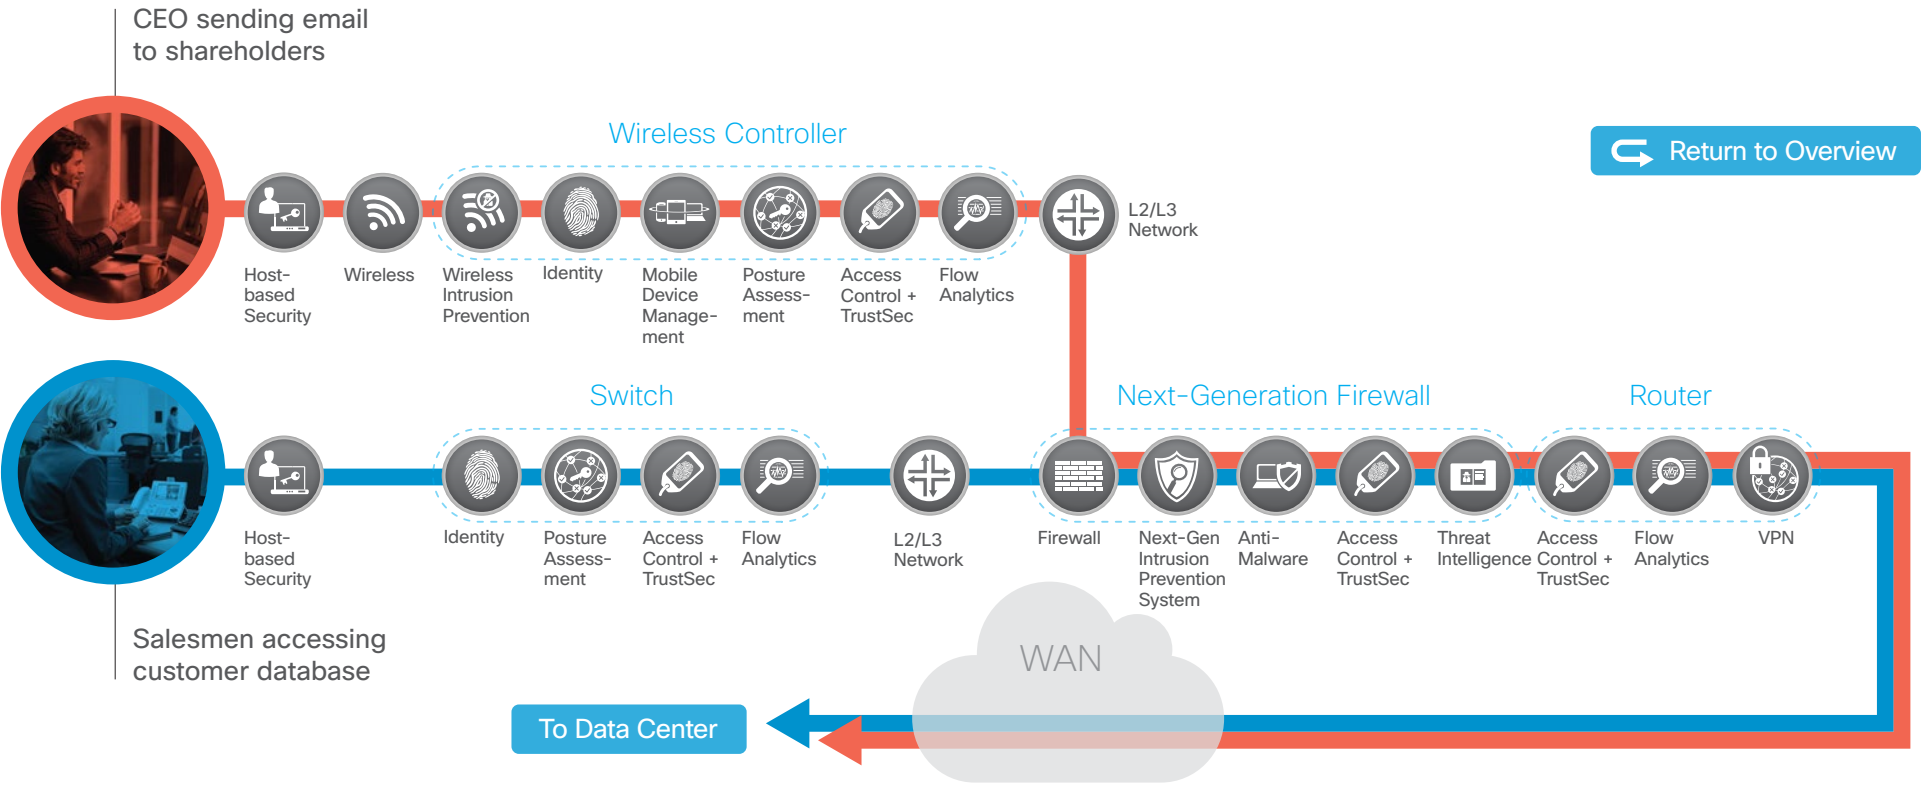 CEO sending email
to shareholders
Wireless Controller
Return to Overview
L2/L3
Network
Host-
based
Security
Wireless
Wireless
Intrusion
Prevention
Identity
Mobile
Device
Manage-
ment
Posture
Assess-
ment
Access
Control +
TrustSec
Flow
Analytics
Switch
Next-Generation Firewall
Router
Host-
based
Security
Identity
Posture
Assess-
ment
Access
Control +
TrustSec
Flow
Analytics
L2/L3
Network
Firewall
Next-Gen
Intrusion
Prevention
System
Anti-
Malware
Access
Control +
TrustSec
Threat
Intelligence
Access
Control +
TrustSec
Flow
Analytics
VPN
Salesmen accessing
customer database
WAN
To Data Center